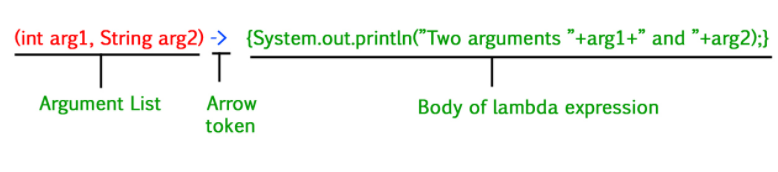 (int arg1, String arg2) -> {System.out.println(”Two arguments ”+arg1+” and ”+arg2);}
Argument List
Arrow
token
Body of lambda expression